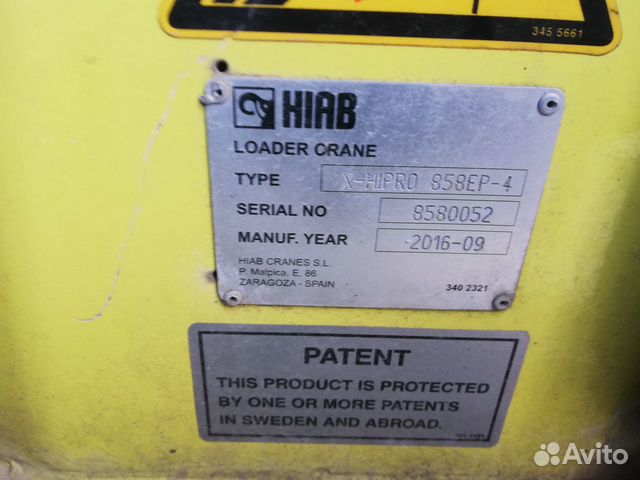 345 5661
HIAB
LOADER CRANE
TYPE X-HIPRO 858EP-4
SERIAL NO 8580052
MANUF. YEAR 2016-09
HIAB CRANES S.L.
P. Malpica, E, 86
ZARAGOZA - SPAIN
340 2321
PATENT
THIS PRODUCT IS PROTECTED
BY ONE OR MORE PATENTS
IN SWEDEN AND ABROAD.
Avito